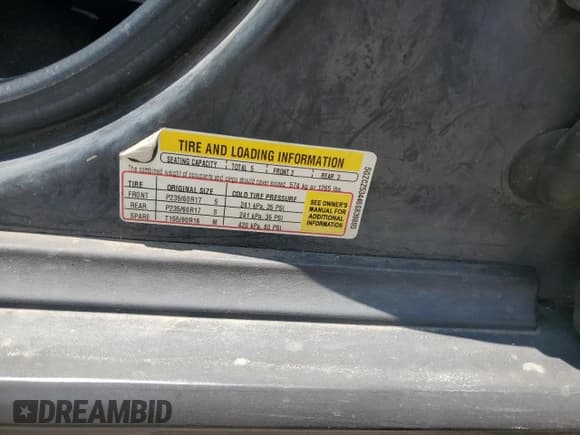 TIRE AND LOADING INFORMATION
SEATING CAPACITY : TOTAL 5 : FRONT 2 : REAR 3
The combined weight of occupants and cargo should never exceed 574 kg or 1265 lbs.
TIRE ORIGINAL SIZE COLD TIRE PRESSURE
FRONT P235/60R17 S 241 kPa, 35 PSI
REAR P235/60R17 S 241 kPa, 35 PSI
SPARE T165/90R16 M 420 kPa, 60 PSI
SEE OWNER'S
MANUAL FOR
ADDITIONAL
INFORMATION
DREAMBID